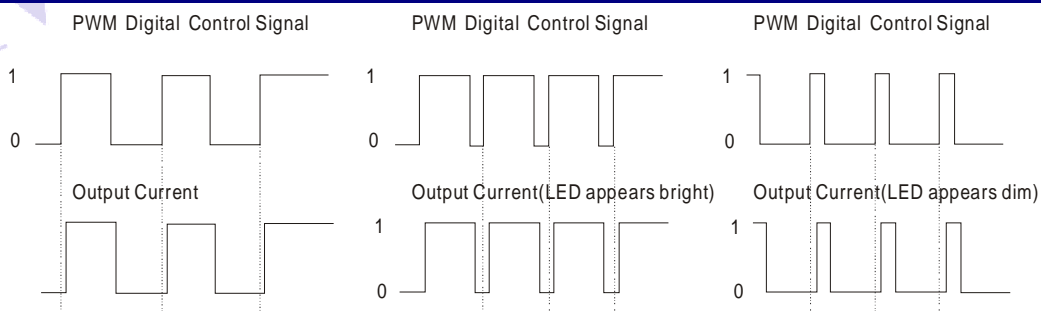 PWM Digital Control Signal PWM Digital Control Signal PWM Digital Control Signal
1 1 1
0 0 0
Output Current Output Current(LED appears bright) Output Current(LED appears dim)
1 1
0 0